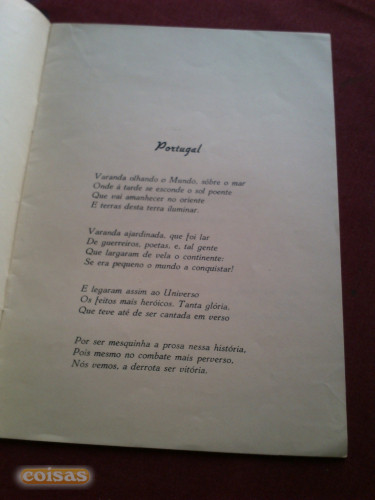 Portugal
Varanda olhando o Mundo, sôbre o mar
Onde à tarde se esconde o sol poente
Que vai amanhecer no oriente
E terras desta terra iluminar.
Varanda ajardinada, que foi lar
De guerreiros, poetas, e, tal gente
Que largaram de vela o continente:
Se era pequeno o mundo a conquistar!
E legaram assim ao Universo
Os feitos mais heróicos. Tanta glória,
Que teve até de ser cantada em verso
Por ser mesquinha a prosa nessa história,
Pois mesmo no combate mais perverso,
Nós vemos, a derrota ser vitória.
coisas